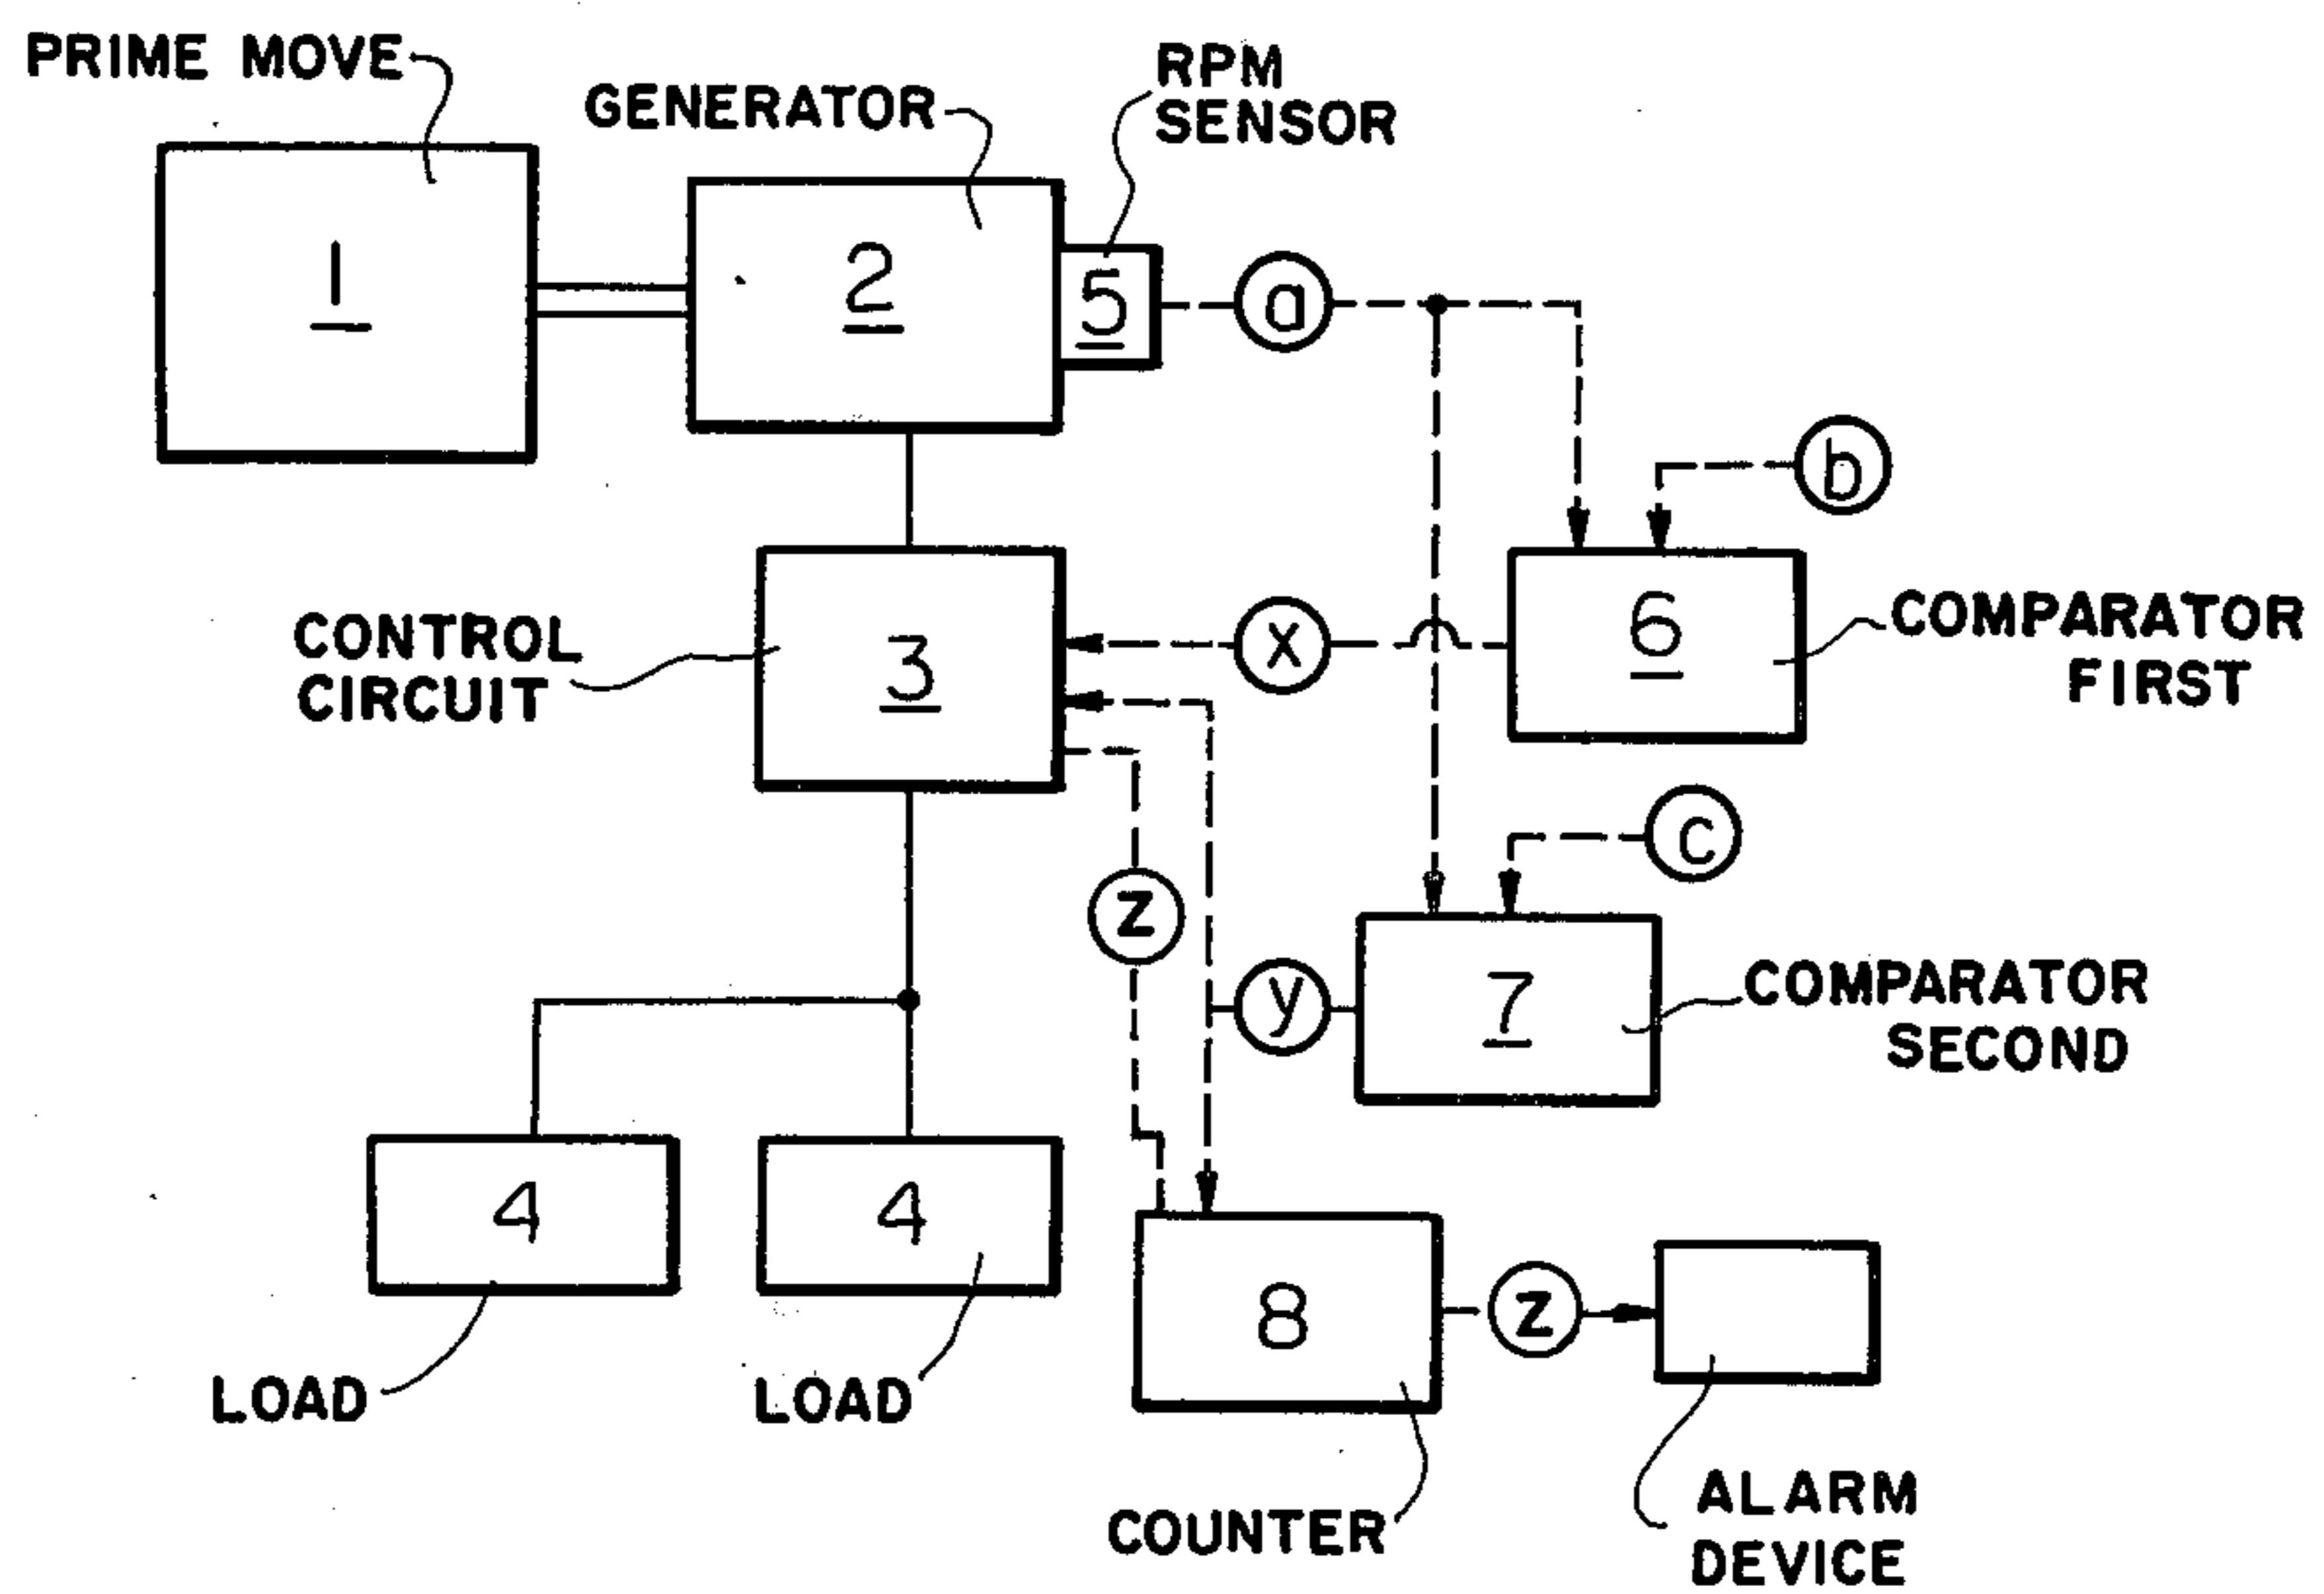 PRIME MOVE
GENERATOR
RPM
SENSOR
1
2
5
a
b
CONTROL
CIRCUIT
3
x
6
COMPARATOR
FIRST
c
z
y
7
COMPARATOR
SECOND
4
4
8
z
LOAD
LOAD
COUNTER
ALARM
DEVICE